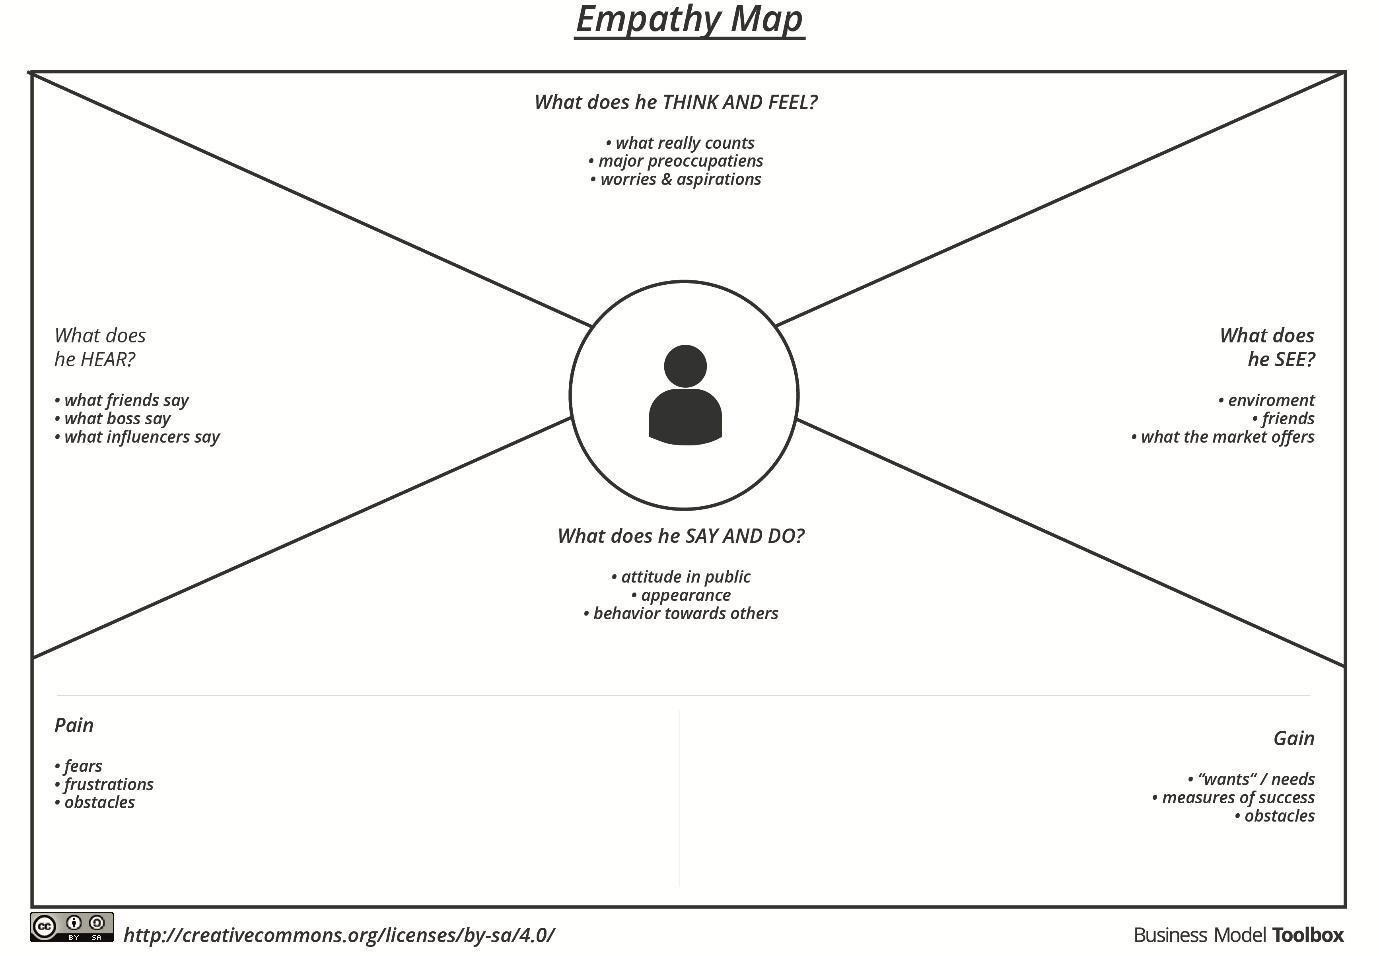 Empathy Map
What does he THINK AND FEEL?
• what really counts
• major preoccupatiens
• worries & aspirations
What does
he HEAR?
• what friends say
• what boss say
• what influencers say
What does
he SEE?
• enviroment
• friends
• what the market offers
What does he SAY AND DO?
• attitude in public
• appearance
• behavior towards others
Pain
• fears
• frustrations
• obstacles
Gain
• “wants“ / needs
• measures of success
• obstacles
cc BY SA
http://creativecommons.org/licenses/by-sa/4.0/
Business Model Toolbox